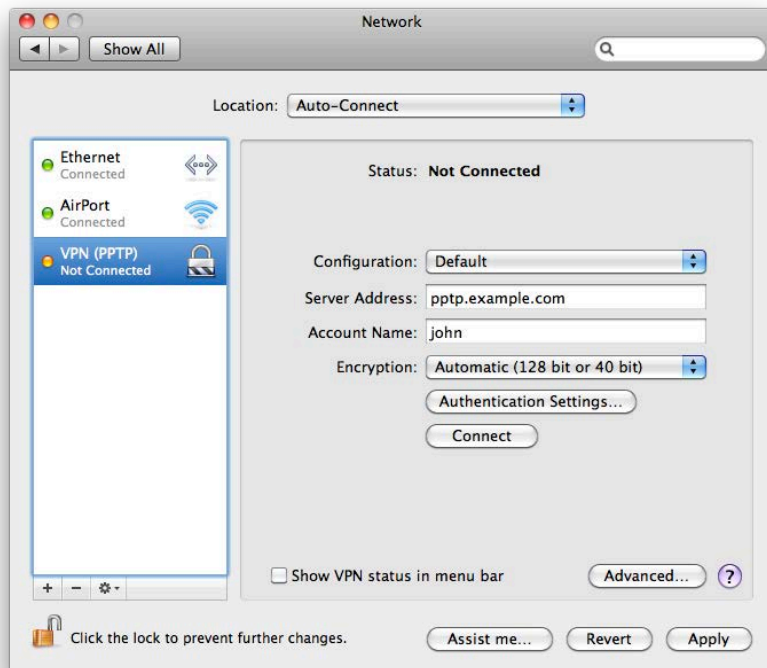 Network
Show All
Location: Auto-Connect
Ethernet
Connected
AirPort
Connected
VPN (PPTP)
Not Connected
Status: Not Connected
Configuration: Default
Server Address: pptp.example.com
Account Name: john
Encryption: Automatic (128 bit or 40 bit)
Authentication Settings...
Connect
Show VPN status in menu bar
Advanced... ?
Click the lock to prevent further changes.
Assist me... Revert Apply